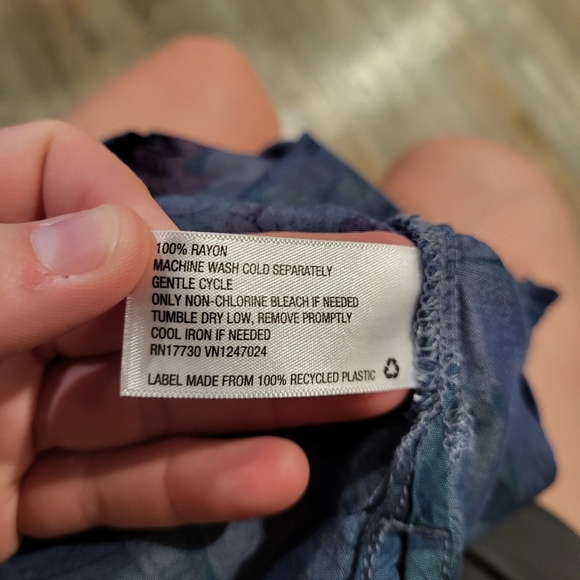 100% RAYON
MACHINE WASH COLD SEPARATELY
GENTLE CYCLE
ONLY NON-CHLORINE BLEACH IF NEEDED
TUMBLE DRY LOW, REMOVE PROMPTLY
COOL IRON IF NEEDED
RN17730 VN1247024
LABEL MADE FROM 100% RECYCLED PLASTIC